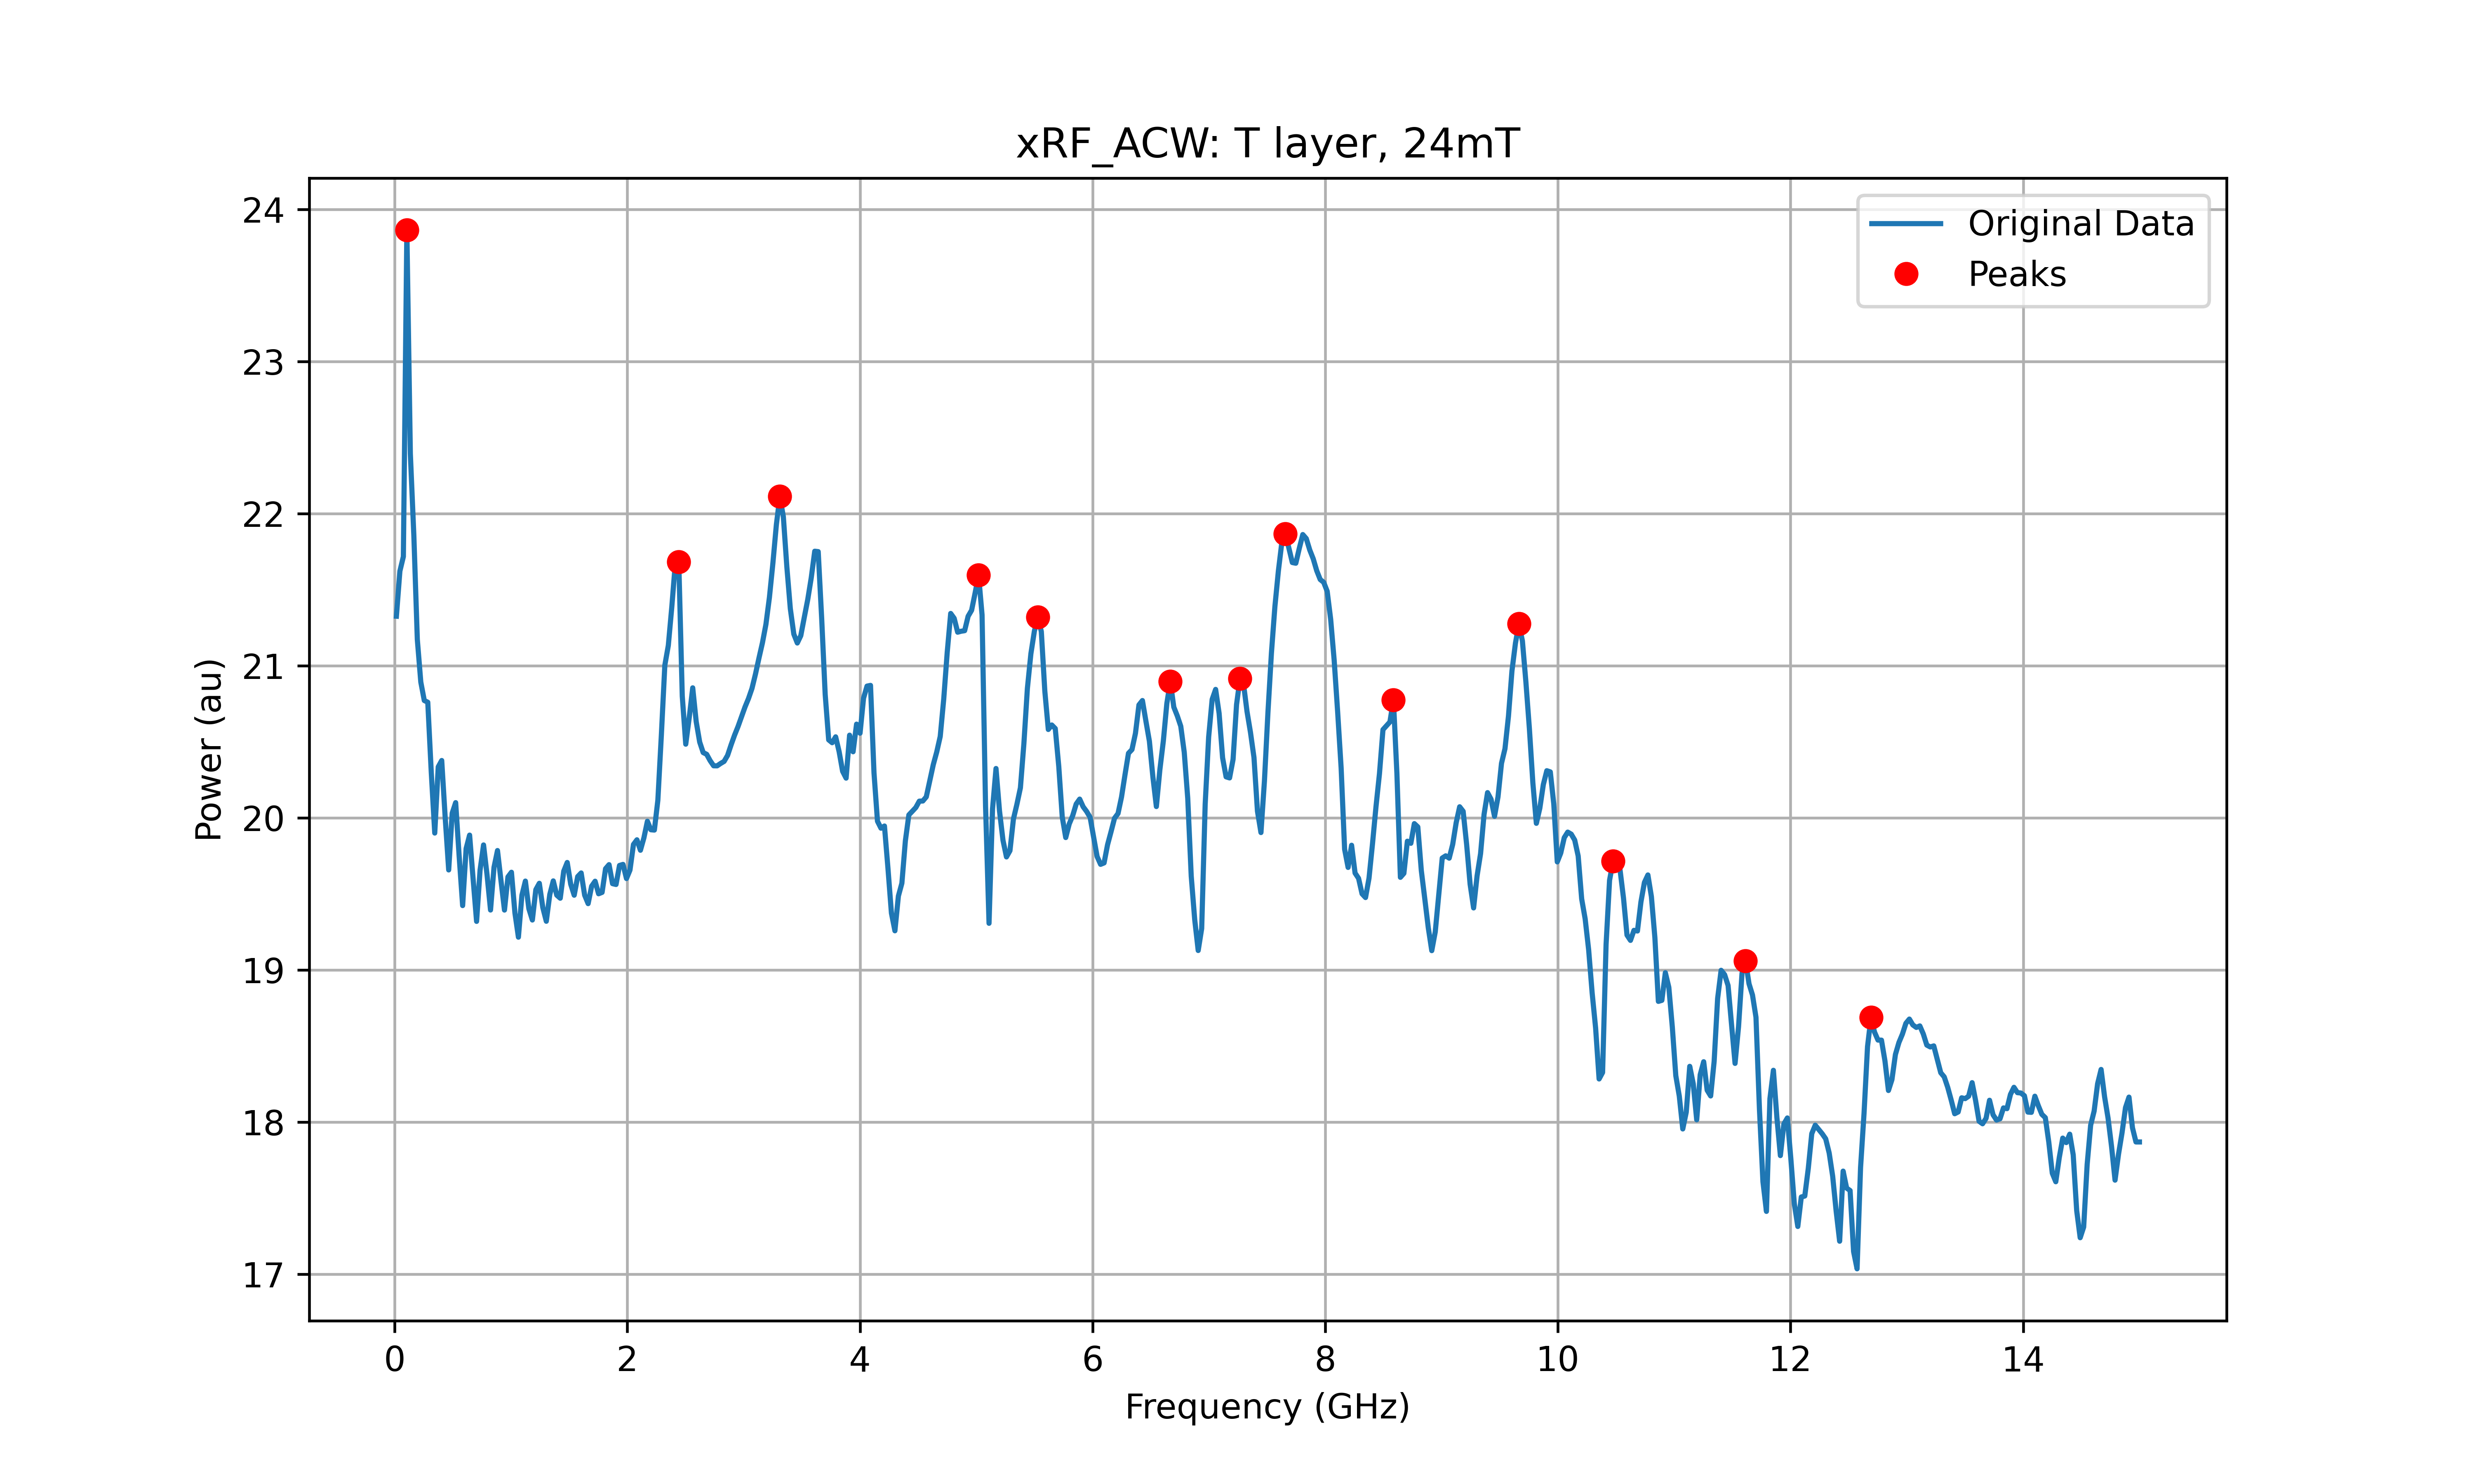 xRF_ACW: T layer, 24mT
Original Data
Peaks
24
23
22
21
20
19
18
17
Power (au)
0 2 4 6 8 10 12 14
Frequency (GHz)